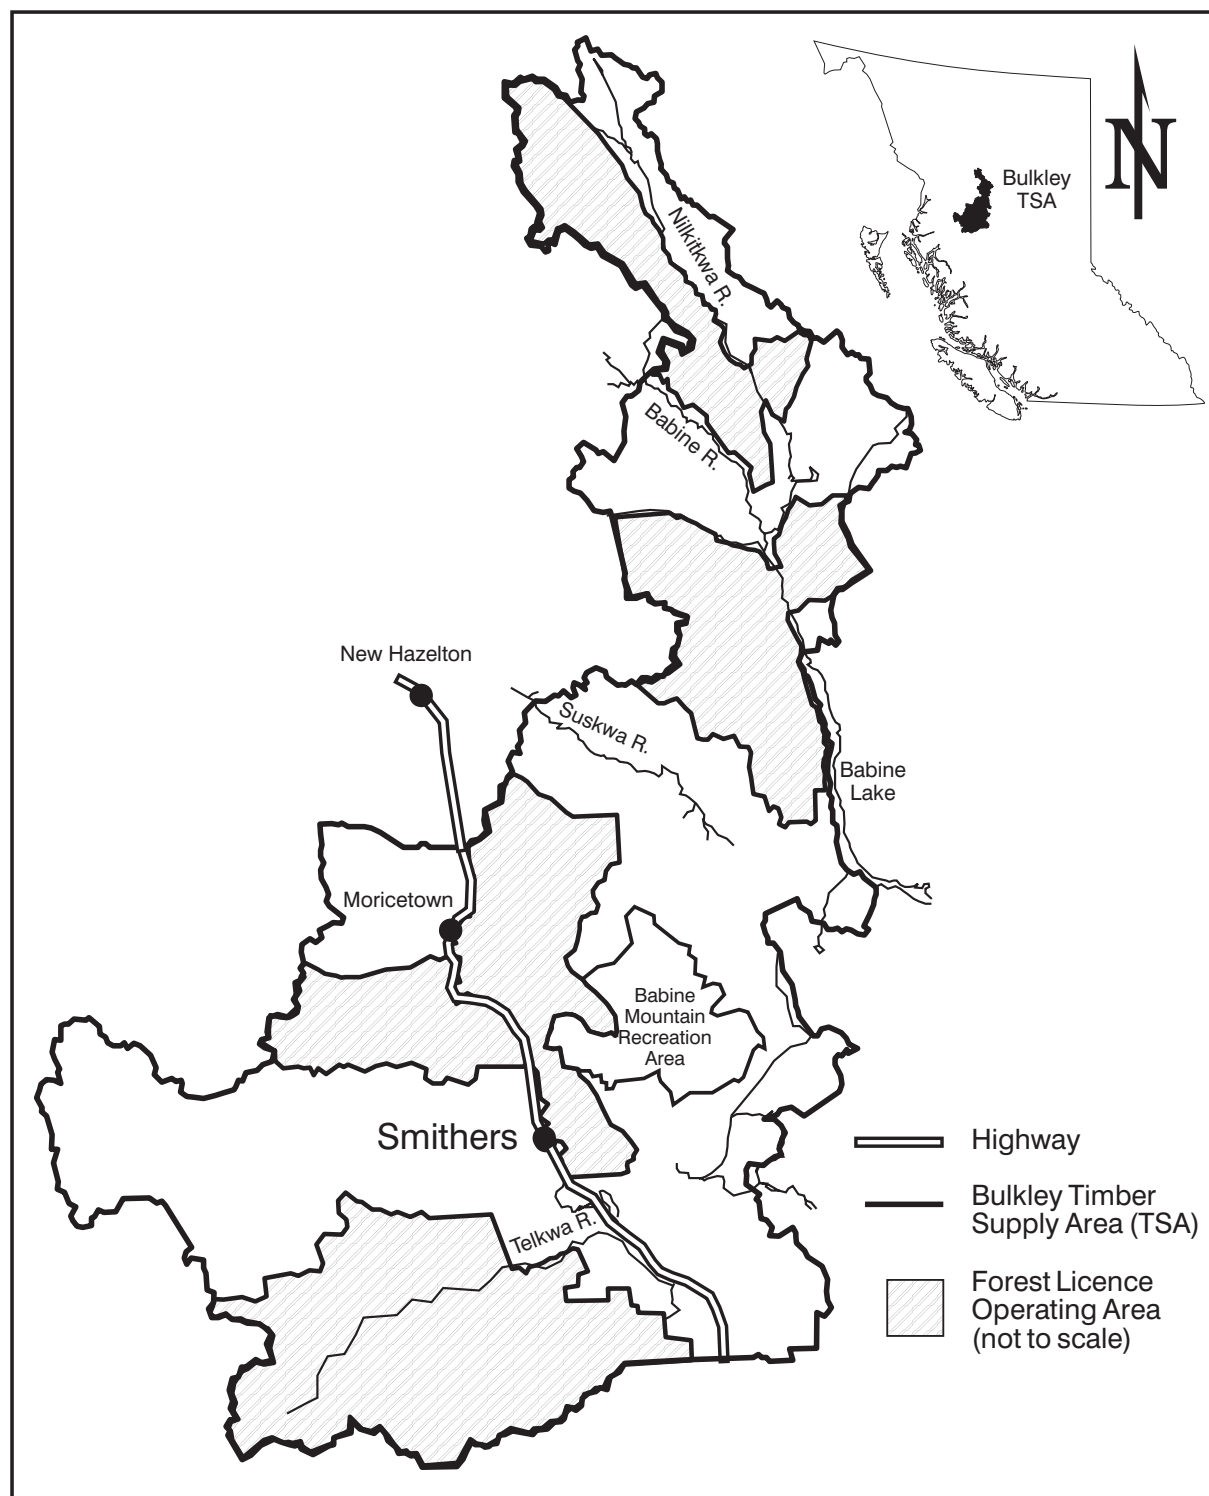 N
Bulkley
TSA
Nilkitkwa R.
Babine R.
New Hazelton
Suskwa R.
Babine
Lake
Moricetown
Babine
Mountain
Recreation
Area
Smithers
Telkwa R.
Highway
Bulkley Timber
Supply Area (TSA)
Forest Licence
Operating Area
(not to scale)